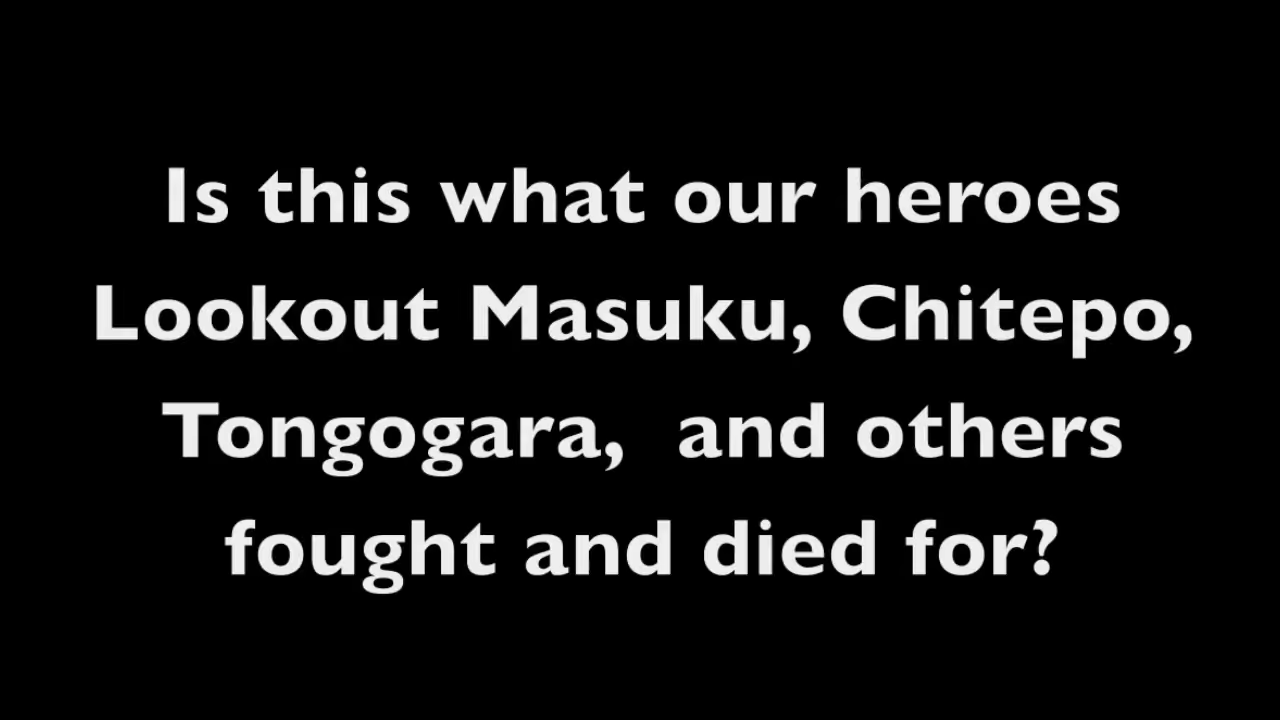 Is this what our heroes
Lookout Masuku, Chitepo,
Tongogara,  and others
fought and died for?